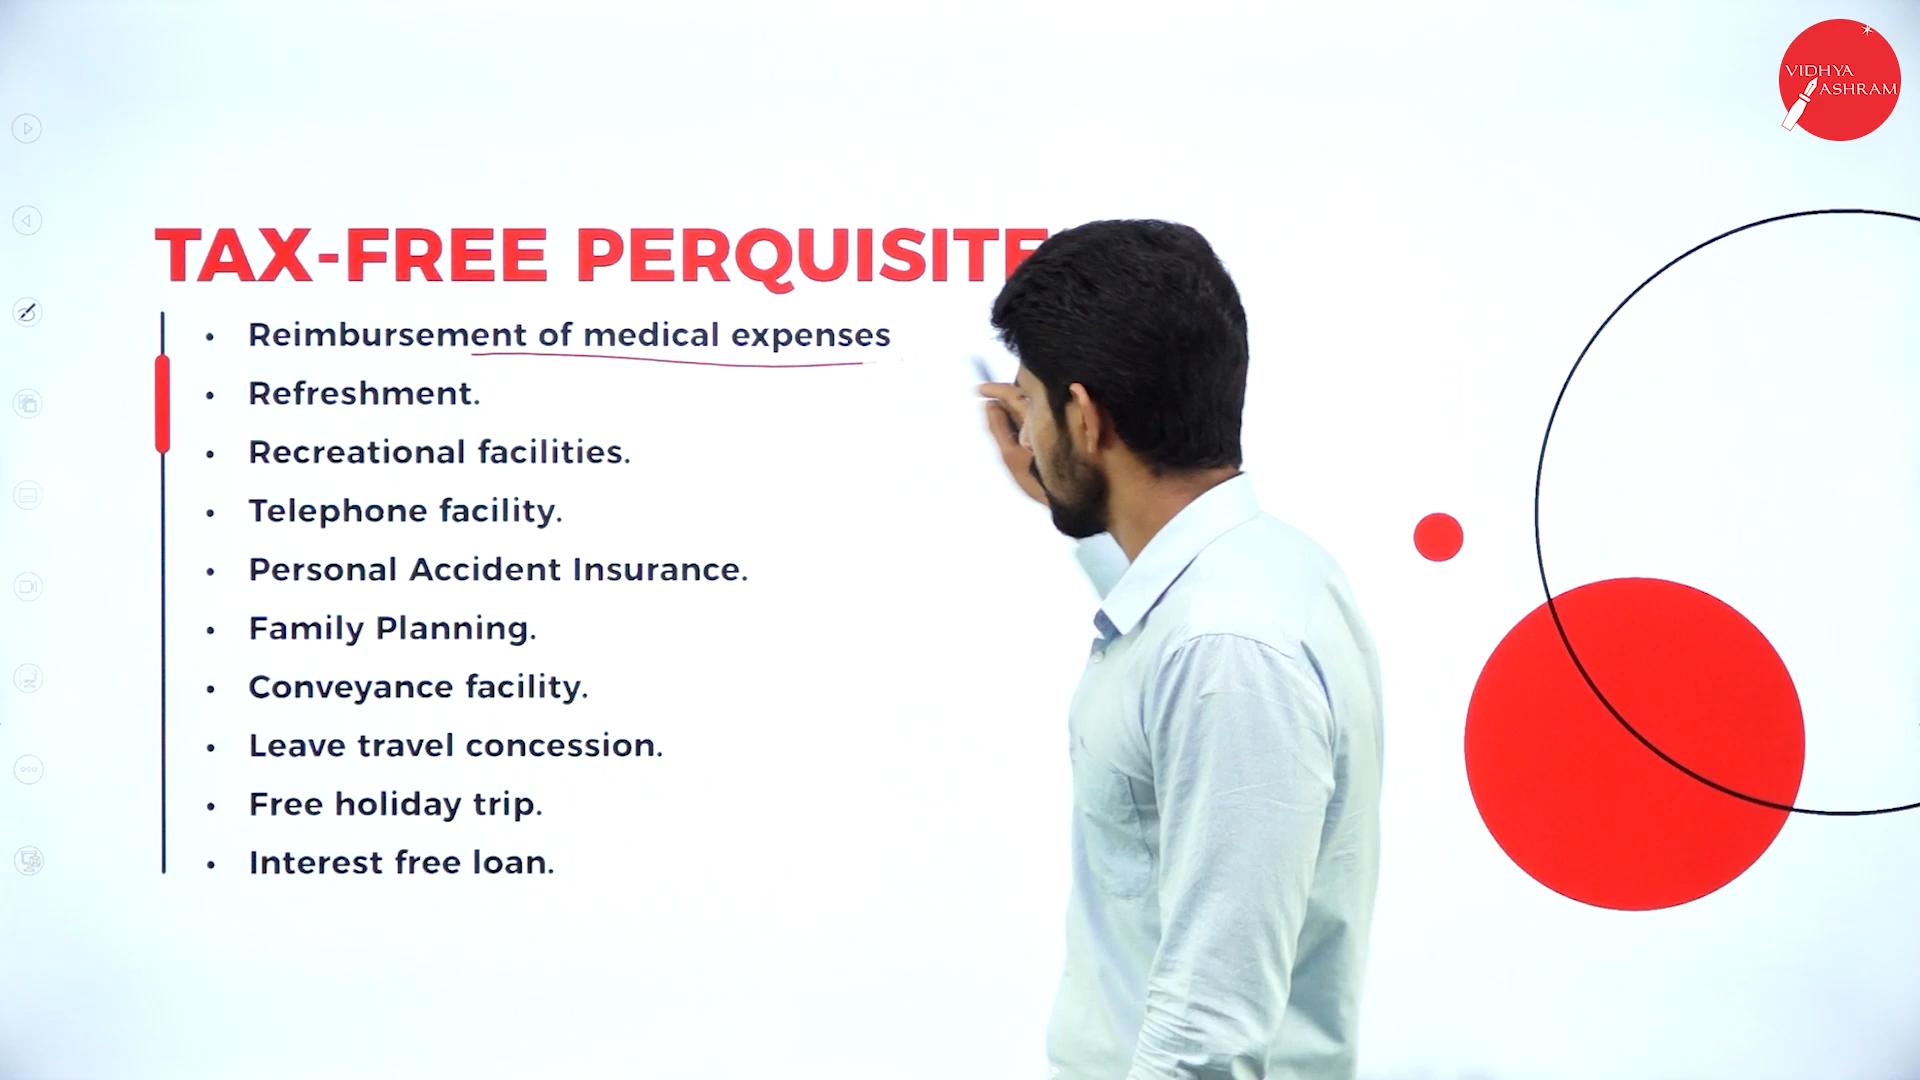 VIDHYA
ASHRAM
TAX-FREE PERQUISITE
Reimbursement of medical expenses
Refreshment.
Recreational facilities.
Telephone facility.
Personal Accident Insurance.
Family Planning.
Conveyance facility.
Leave travel concession.
Free holiday trip.
Interest free loan.